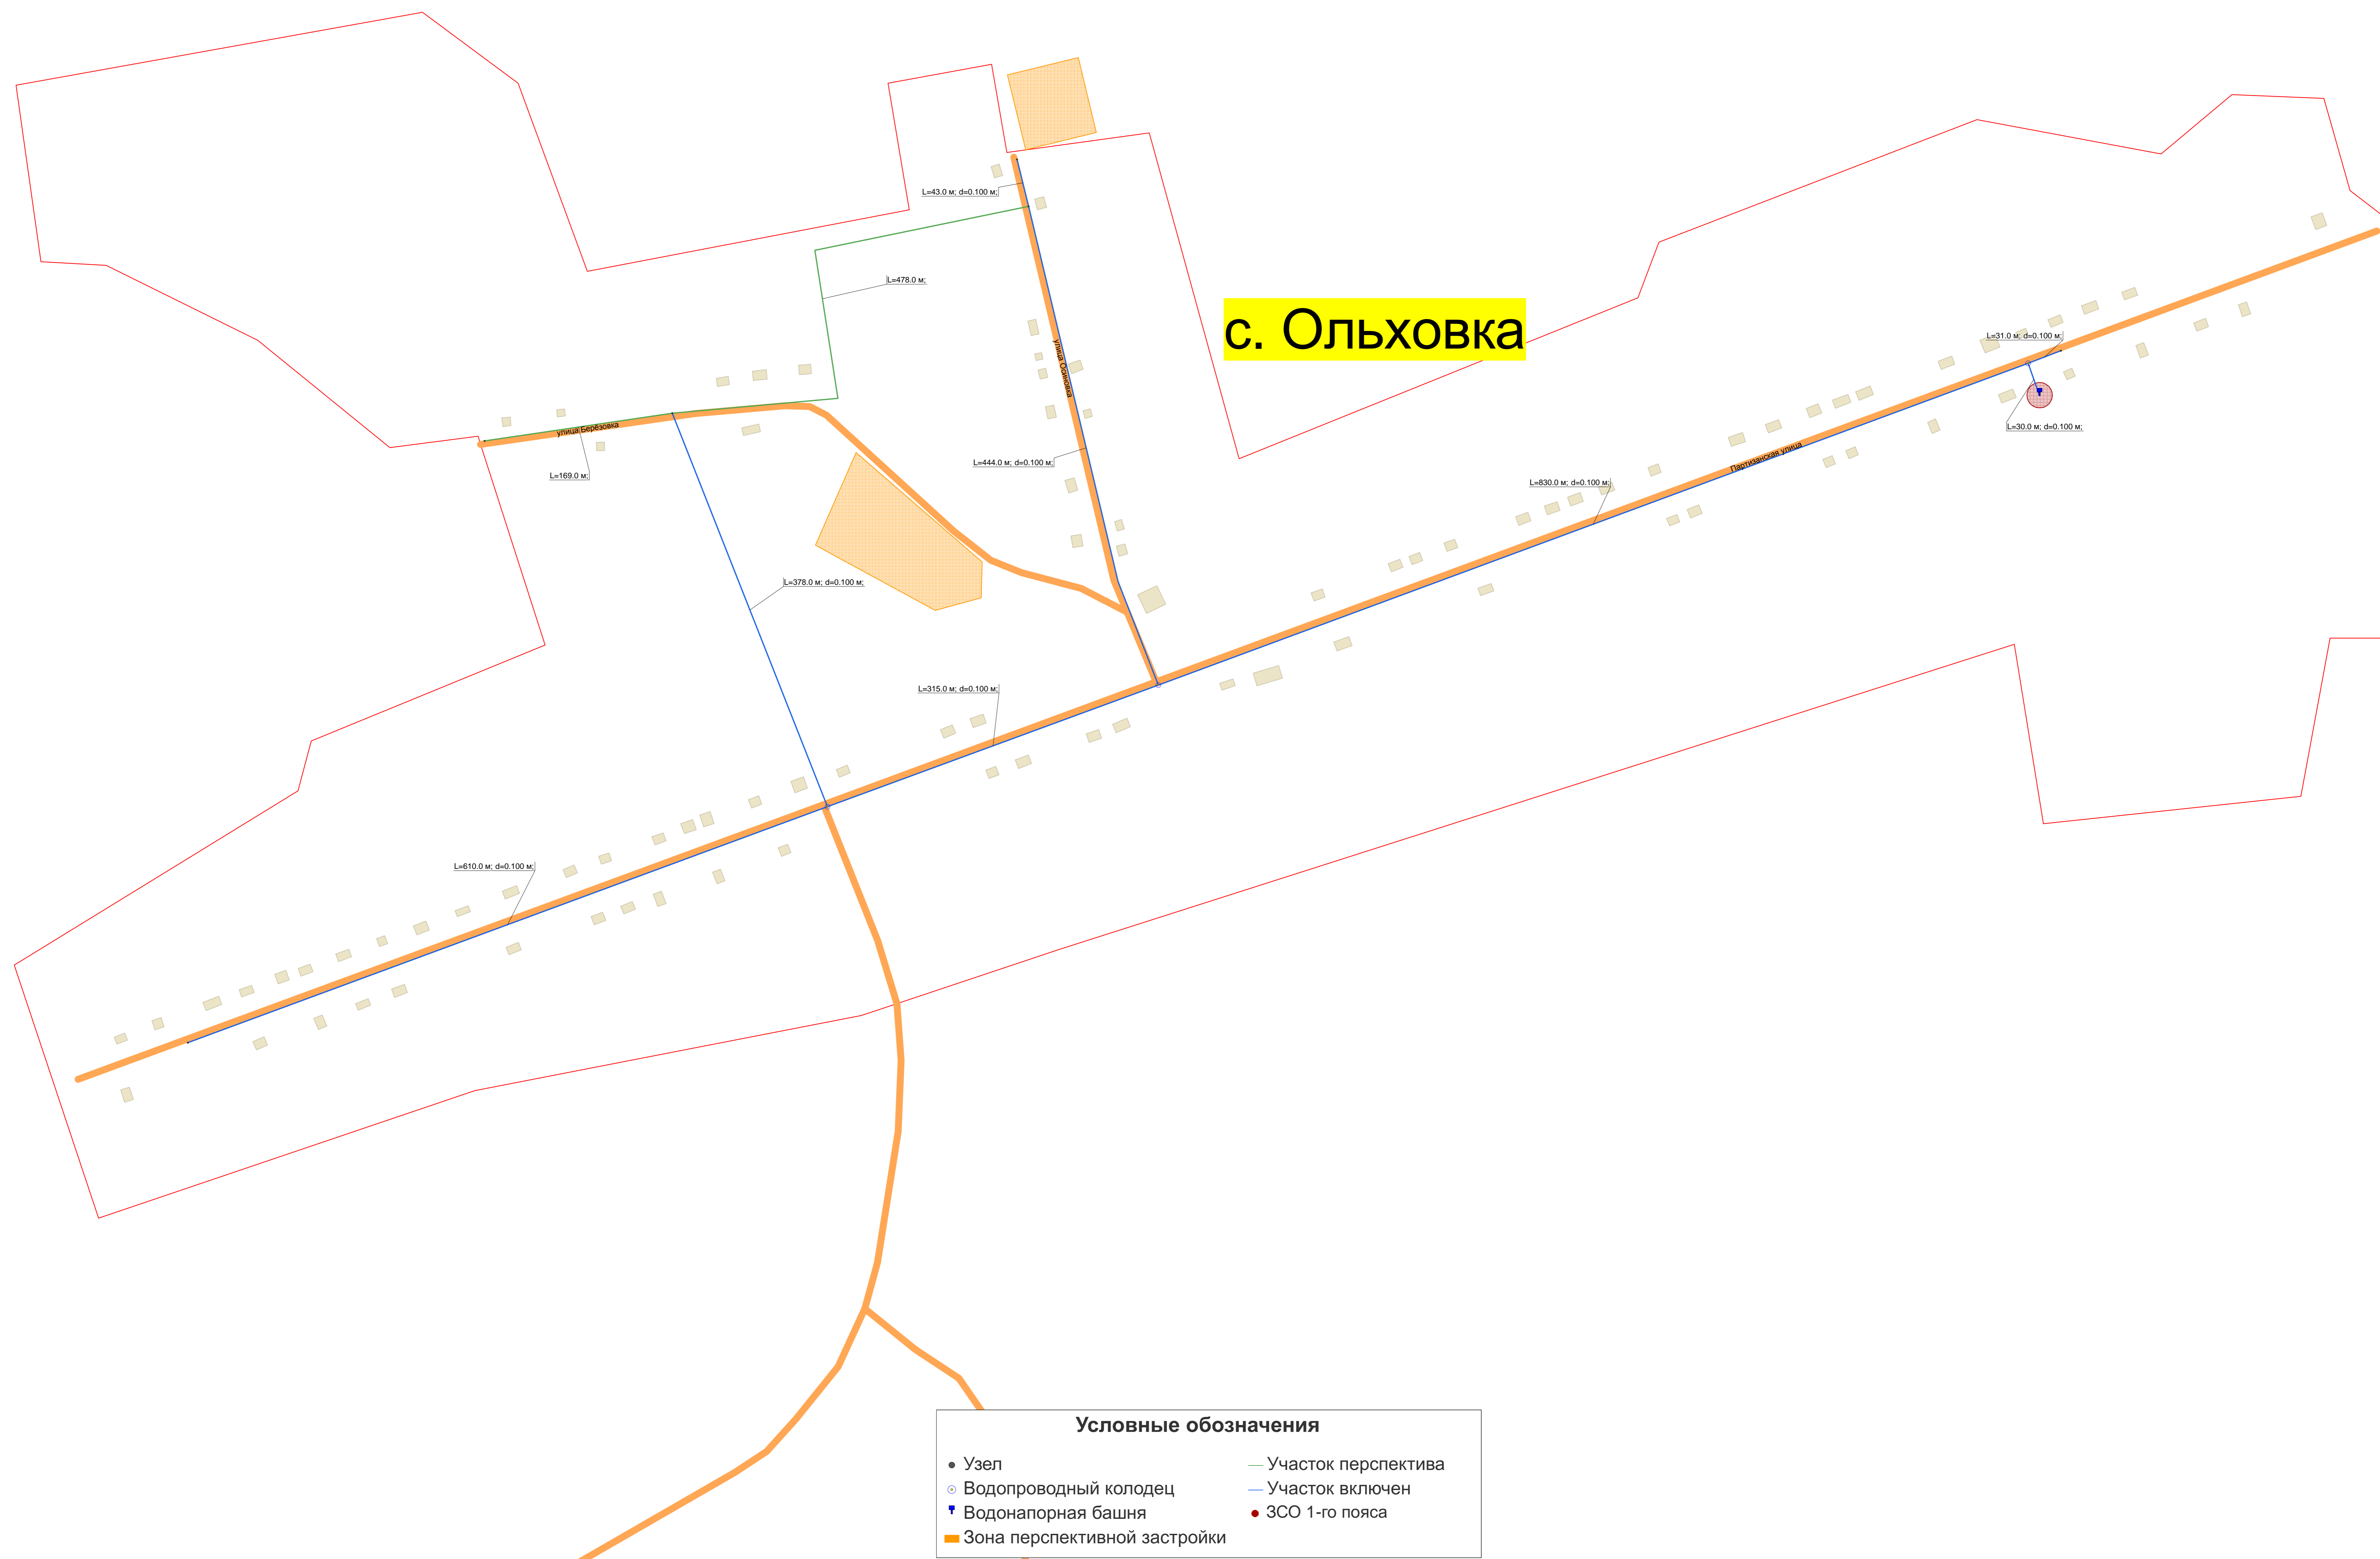 L=43.0 м; d=0.100 м;
L=478.0 м;
с. Ольховка
L=31.0 м; d=0.100 м;
улица Осиновка
L=30.0 м; d=0.100 м;
улица Берёзовка
Партизанская улица
L=444.0 м; d=0.100 м;
L=169.0 м;
L=830.0 м; d=0.100 м;
L=378.0 м; d=0.100 м;
L=315.0 м; d=0.100 м;
L=610.0 м; d=0.100 м;
Условные обозначения
Узел
Водопроводный колодец
Водонапорная башня
Зона перспективной застройки
Участок перспектива
Участок включен
ЗСО 1-го пояса